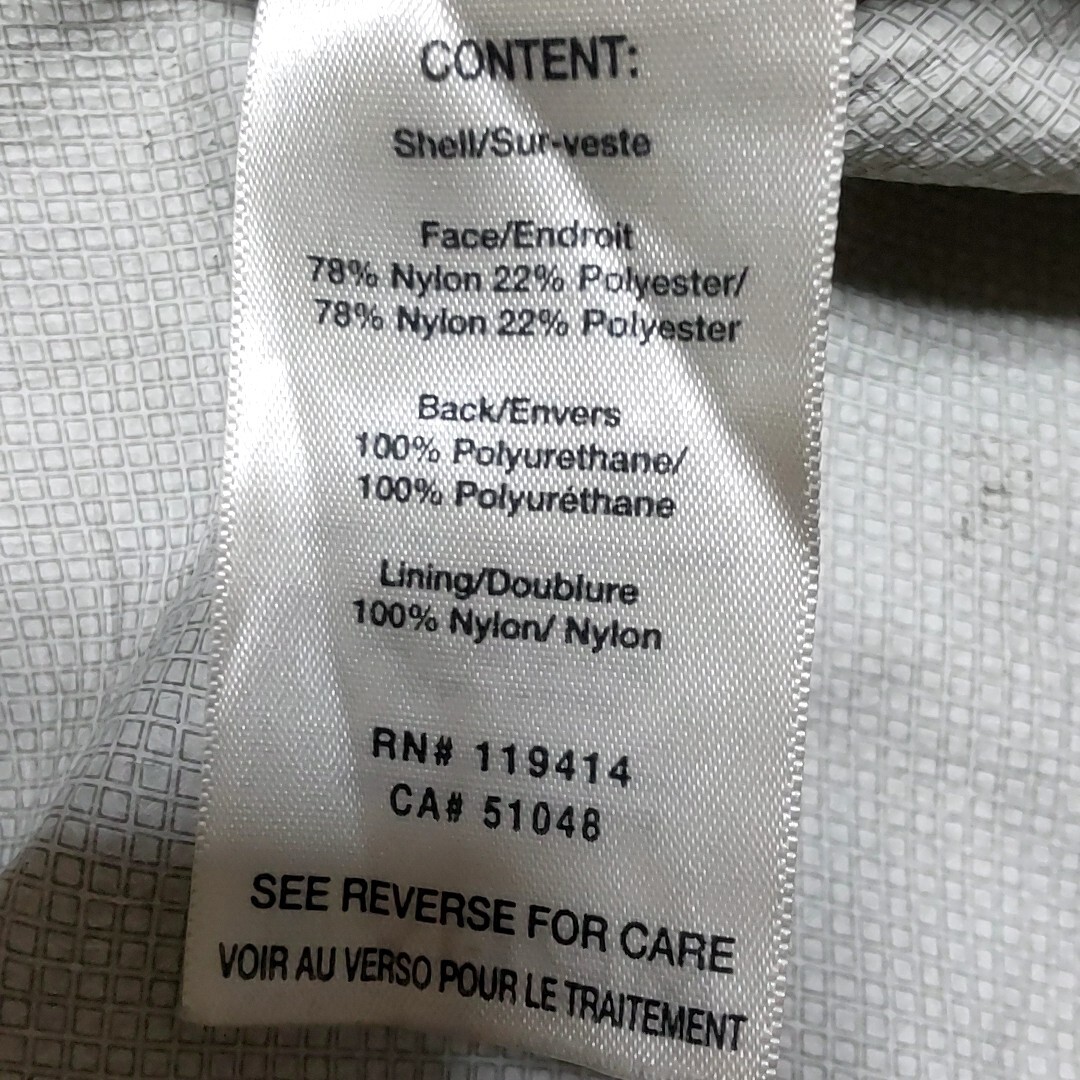 CONTENT:
Shell/Sur-veste
Face/Endroit
78% Nylon 22% Polyester/
78% Nylon 22% Polyester
Back/Envers
100% Polyurethane/
100% Polyuréthane
Lining/Doublure
100% Nylon/ Nylon
RN# 119414
CA# 51048
SEE REVERSE FOR CARE
VOIR AU VERSO POUR LE TRAITEMENT